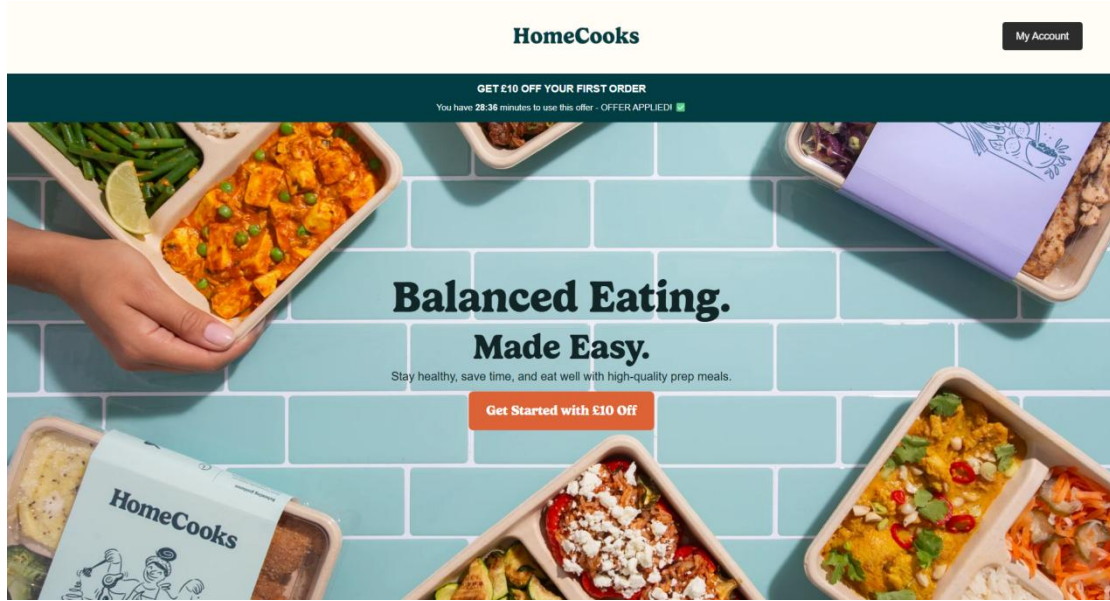 HomeCooks
My Account
GET £10 OFF YOUR FIRST ORDER
You have 28:36 minutes to use this offer - OFFER APPLIED! ✅
Balanced Eating.
Made Easy.
Stay healthy, save time, and eat well with high-quality prep meals.
Get Started with £10 Off
HomeCooks